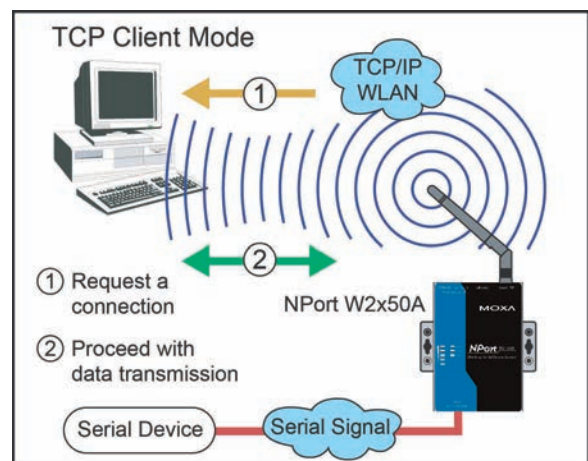 TCP Client Mode
TCP/IP
WLAN
1
2
1 Request a
connection
NPort W2x50A
MOXA
NPort
2 Proceed with
data transmission
Serial Device
Serial Signal